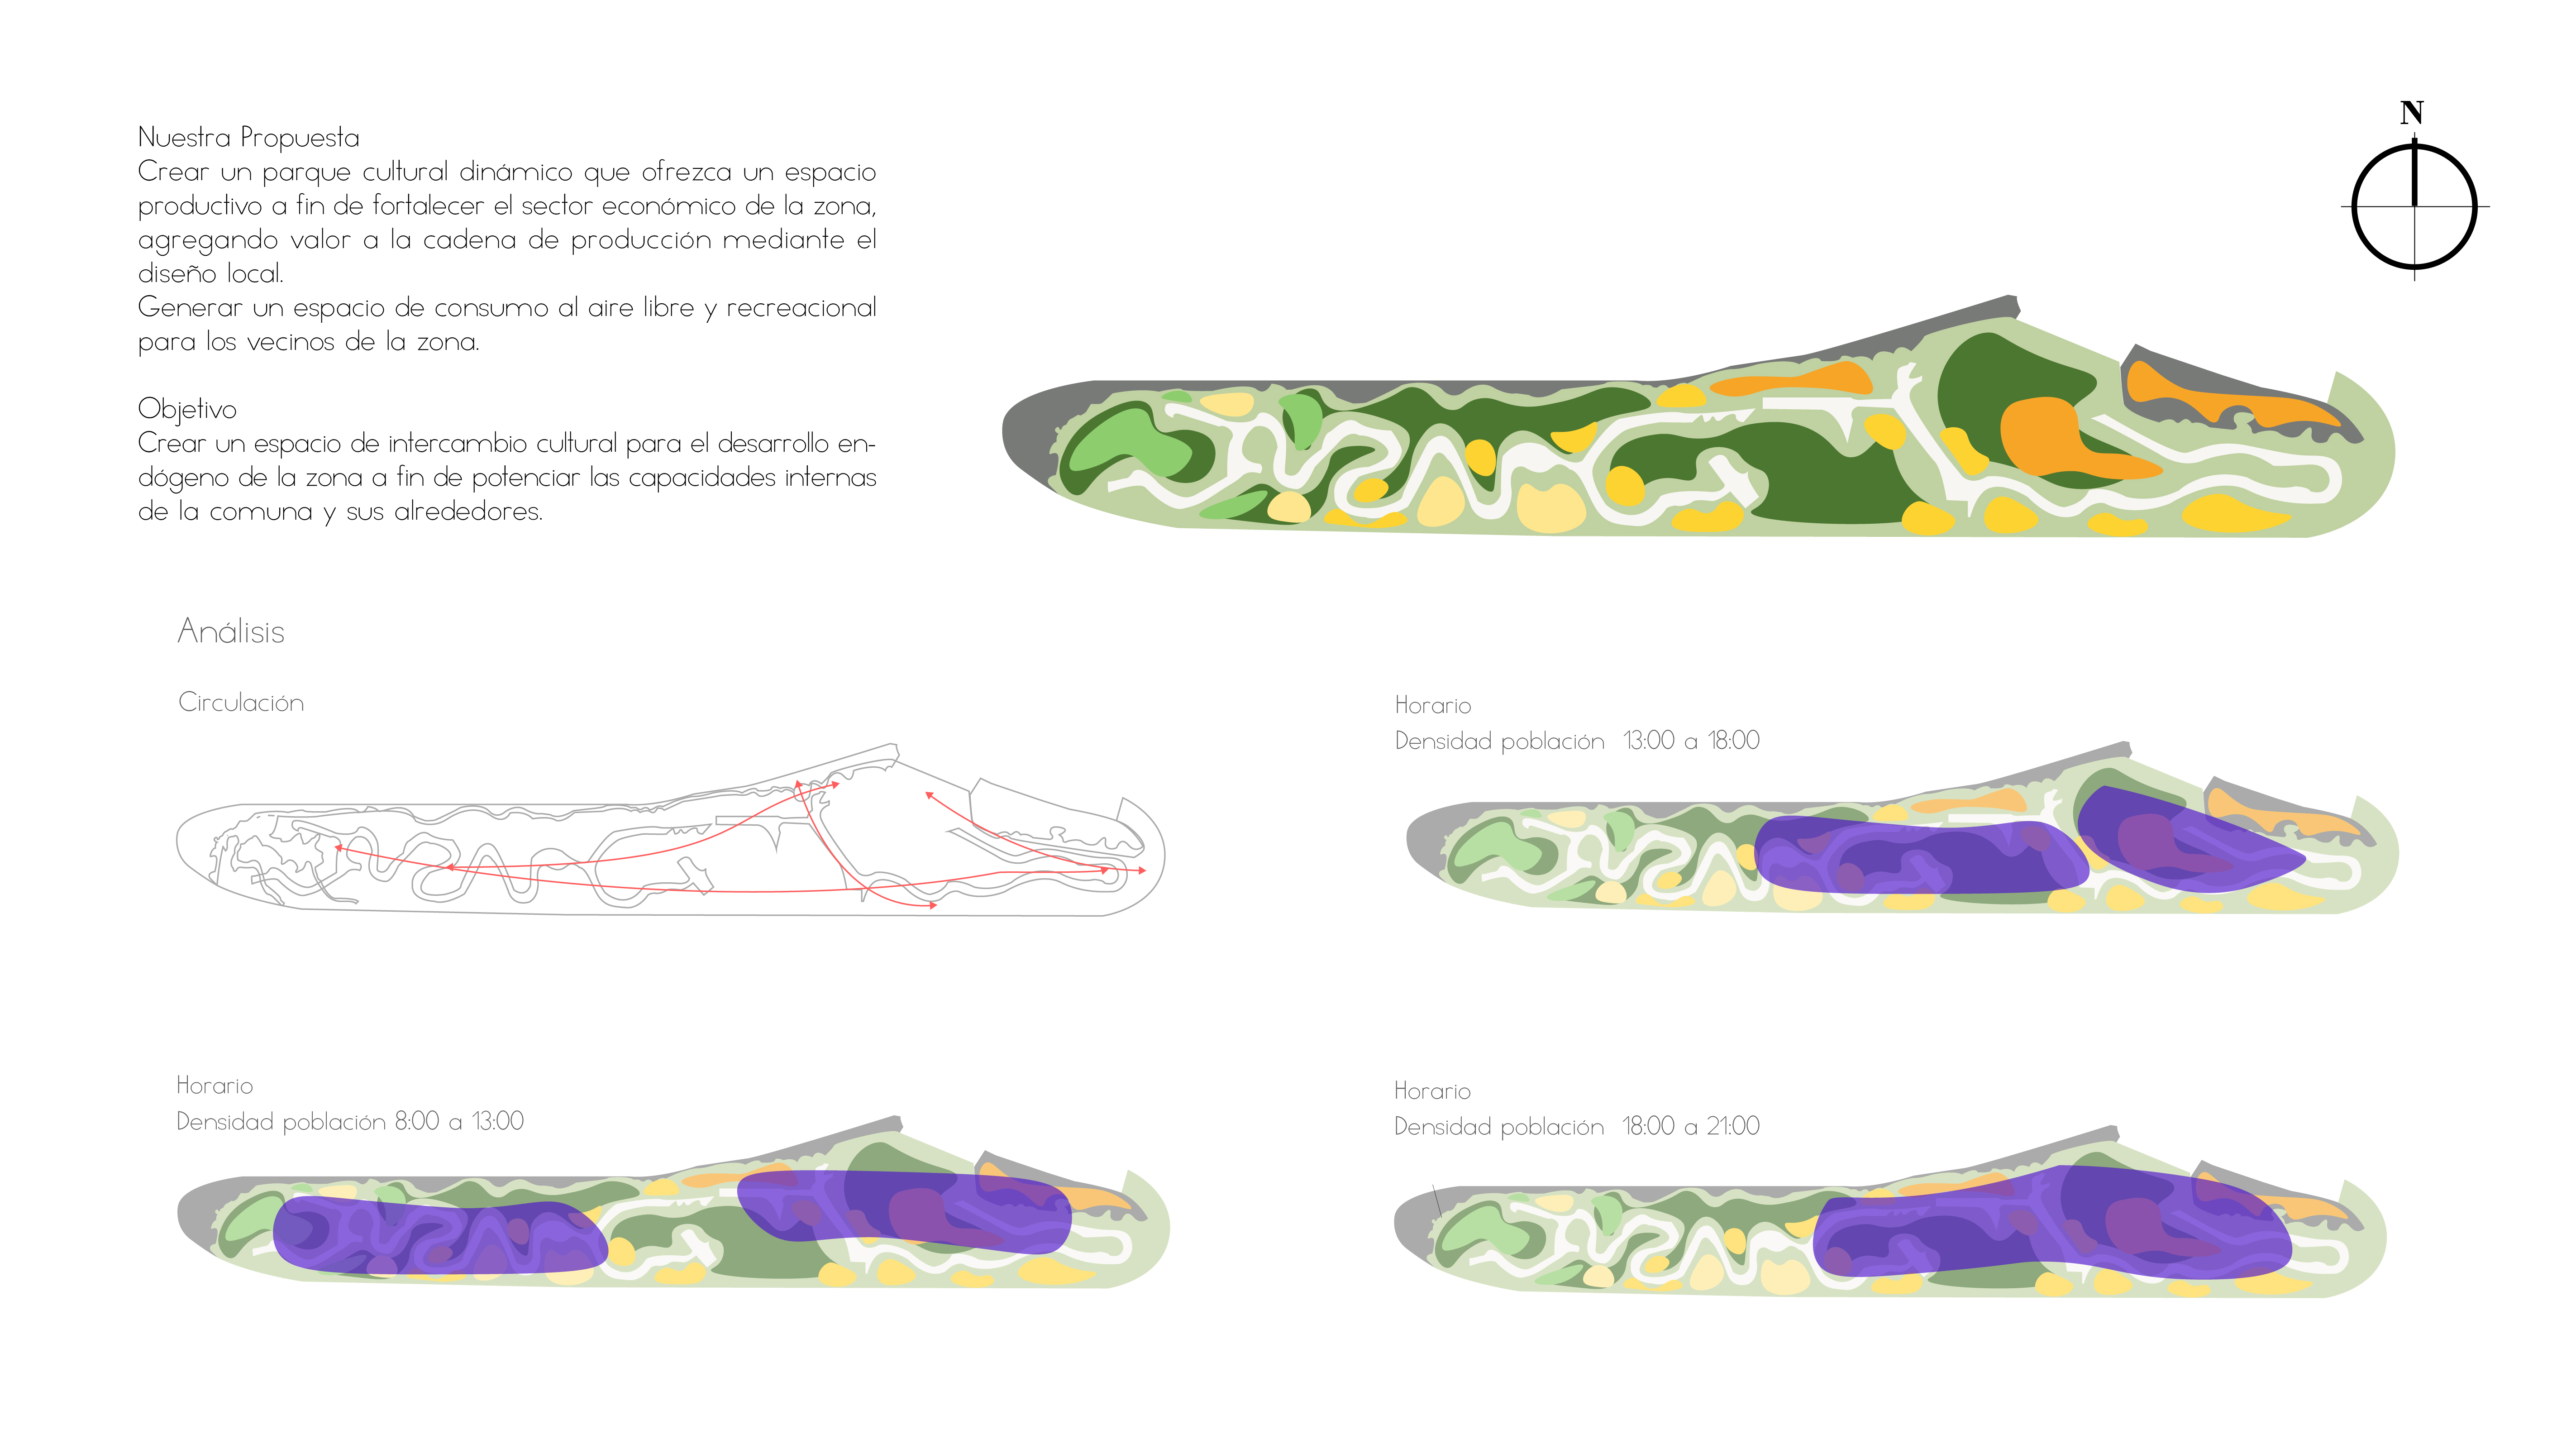 Nuestra Propuesta
Crear un parque cultural dinámico que ofrezca un espacio
productivo a fin de fortalecer el sector económico de la zona,
agregando valor a la cadena de producción mediante el
diseño local.
Generar un espacio de consumo al aire libre y recreacional
para los vecinos de la zona.
Objetivo
Crear un espacio de intercambio cultural para el desarrollo en-
dógeno de la zona a fin de potenciar las capacidades internas
de la comuna y sus alrededores.
N
Análisis
Circulación
Horario
Densidad población 13:00 a 18:00
Horario
Densidad población 8:00 a 13:00
Horario
Densidad población 18:00 a 21:00